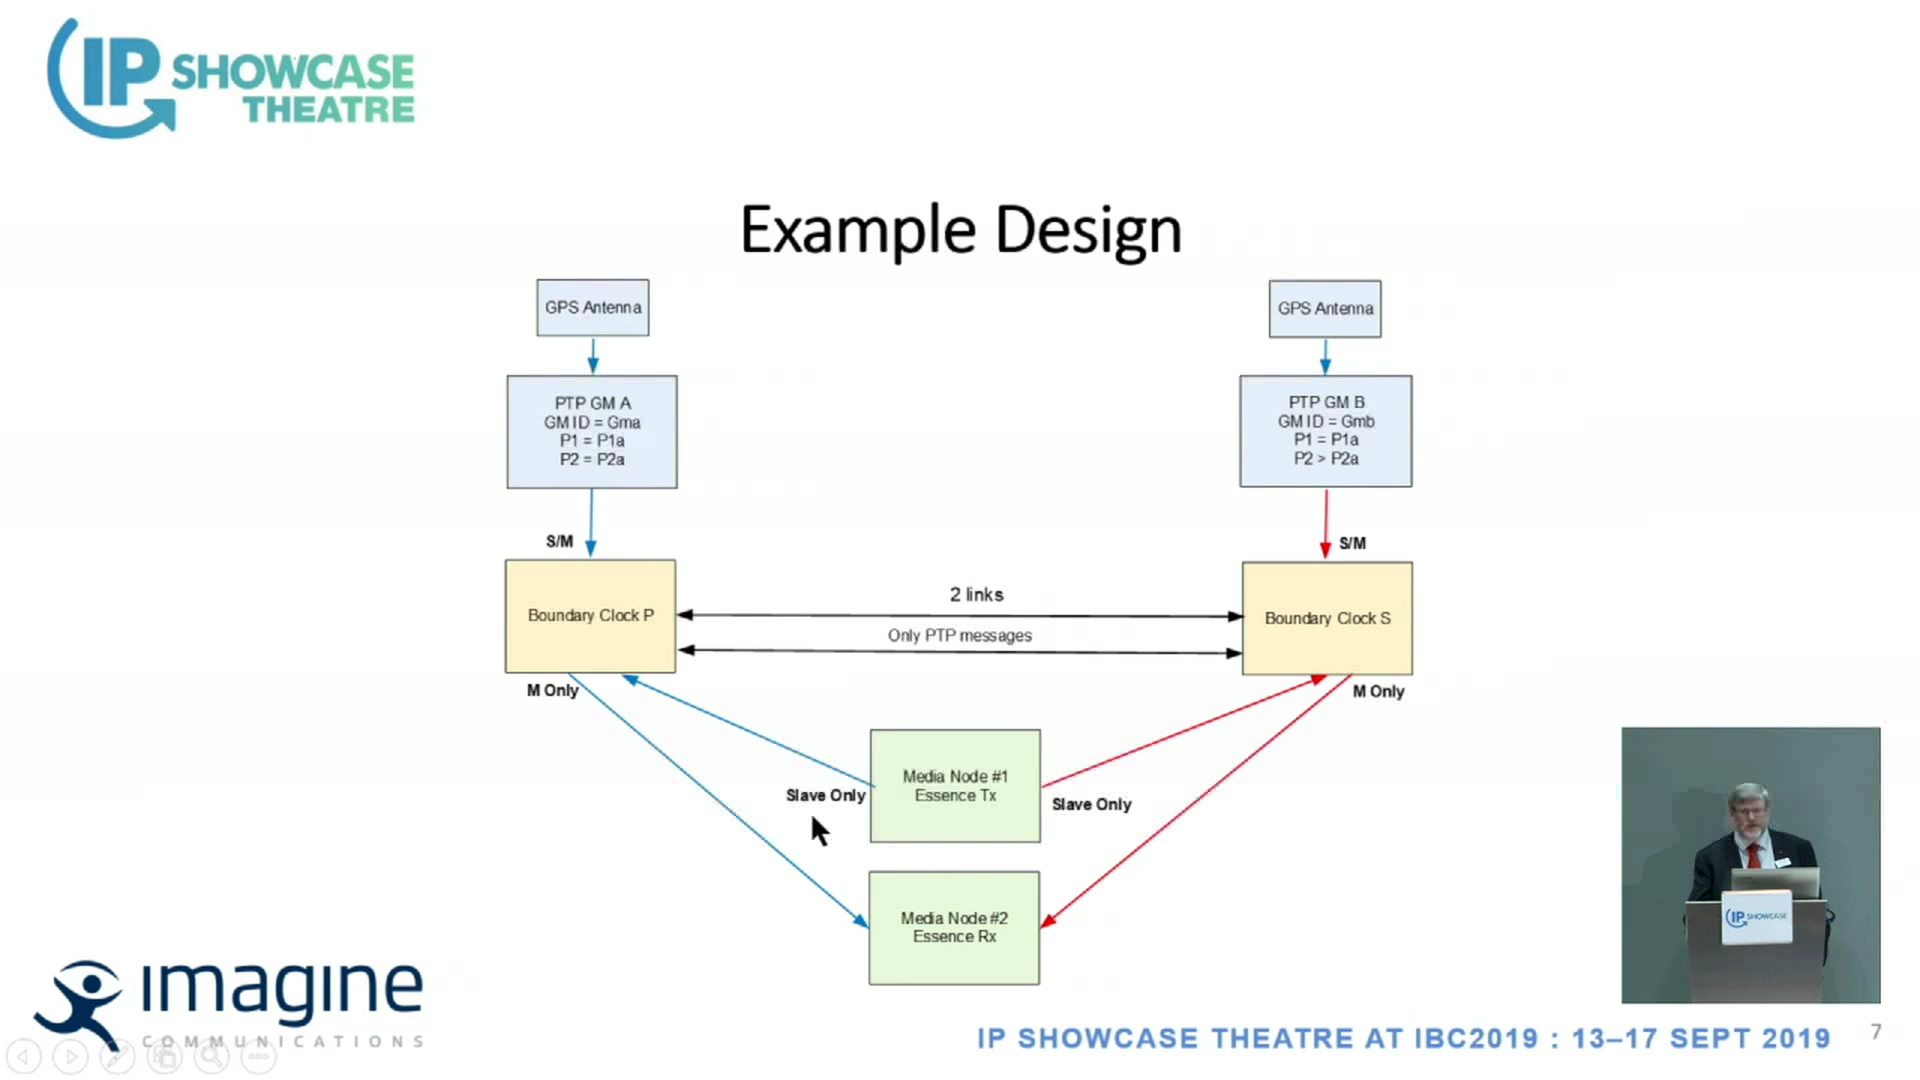 IP SHOWCASE
THEATRE
Example Design
GPS Antenna
GPS Antenna
PTP GM A
GM ID = Gma
P1 = P1a
P2 = P2a
PTP GM B
GM ID = Gmb
P1 = P1a
P2 > P2a
S/M
S/M
Boundary Clock P
2 links
Only PTP messages
Boundary Clock S
M Only
M Only
Media Node #1
Essence Tx
Slave Only
Slave Only
Media Node #2
Essence Rx
IP SHOWCASE
imagine
COMMUNICATIONS
IP SHOWCASE THEATRE AT IBC2019 : 13–17 SEPT 2019
7